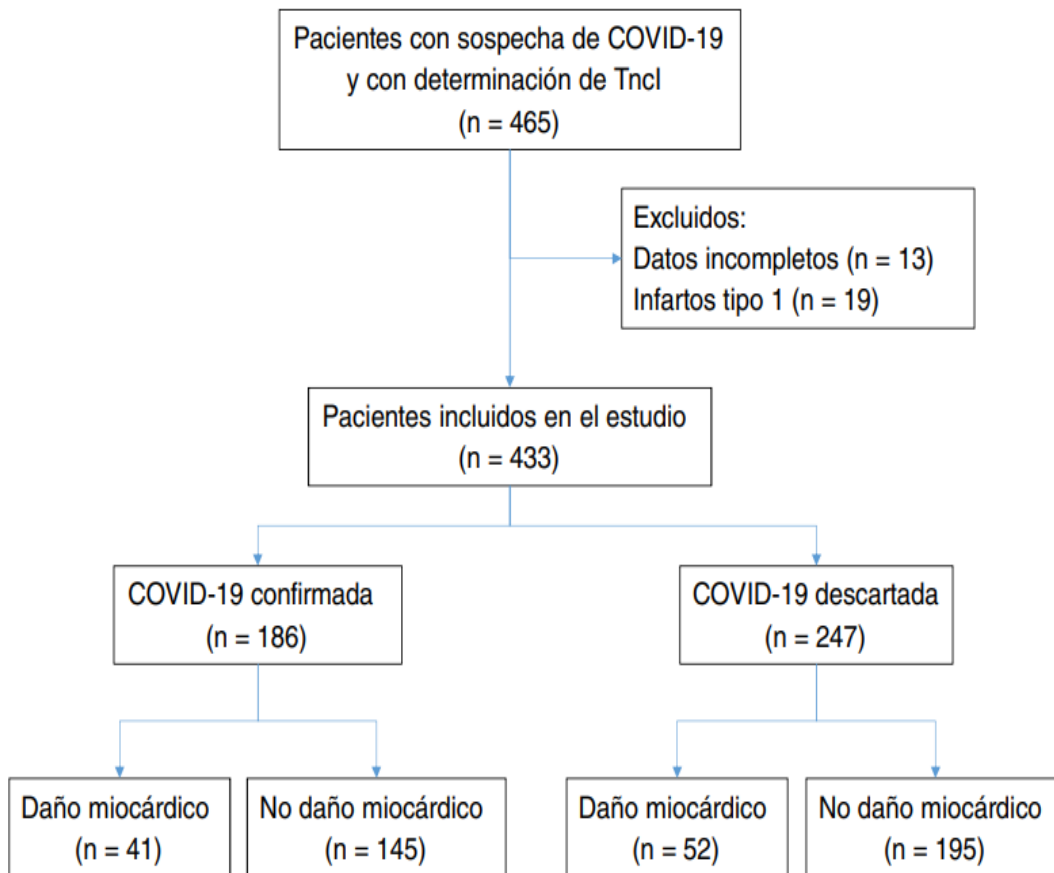 Pacientes con sospecha de COVID-19
y con determinación de TncI
(n = 465)
Excluidos:
Datos incompletos (n = 13)
Infartos tipo 1 (n = 19)
Pacientes incluidos en el estudio
(n = 433)
COVID-19 confirmada
(n = 186)
COVID-19 descartada
(n = 247)
Daño miocárdico
(n = 41)
No daño miocárdico
(n = 145)
Daño miocárdico
(n = 52)
No daño miocárdico
(n = 195)